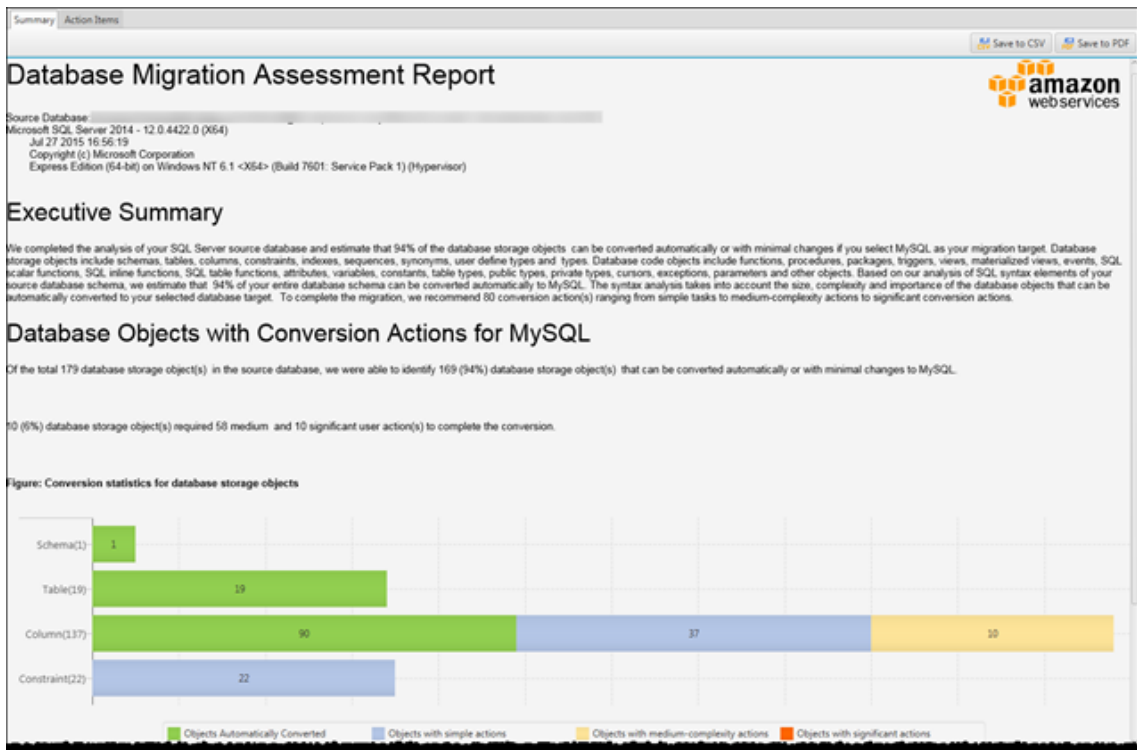 Summary Action Items
Save to CSV Save to PDF
Database Migration Assessment Report
amazon
webservices
Source Database:
Microsoft SQL Server 2014 - 12.0.4422.0 (X64)
Jul 27 2015 16:56:19
Copyright (c) Microsoft Corporation
Express Edition (64-bit) on Windows NT 6.1 <X64> (Build 7601: Service Pack 1) (Hypervisor)
Executive Summary
We completed the analysis of your SQL Server source database and estimate that 94% of the database storage objects can be converted automatically or with minimal changes if you select MySQL as your migration target. Database
storage objects include schemas, tables, columns, constraints, indexes, sequences, synonyms, user define types and types. Database code objects include functions, procedures, packages, triggers, views, materialized views, events, SQL
scalar functions, SQL inline functions, SQL table functions, attributes, variables, constants, table types, public types, private types, cursors, exceptions, parameters and other objects. Based on our analysis of SQL syntax elements of your
source database schema, we estimate that 94% of your entire database schema can be converted automatically to MySQL. The syntax analysis takes into account the size, complexity and importance of the database objects that can be
automatically converted to your selected database target. To complete the migration, we recommend 80 conversion action(s) ranging from simple tasks to medium-complexity actions to significant conversion actions.
Database Objects with Conversion Actions for MySQL
Of the total 179 database storage object(s) in the source database, we were able to identify 169 (94%) database storage object(s) that can be converted automatically or with minimal changes to MySQL.
10 (6%) database storage object(s) required 58 medium and 10 significant user action(s) to complete the conversion.
Figure: Conversion statistics for database storage objects
Schema(1) 1
Table(19) 19
Column(137) 90 37 10
Constraint(22) 22
Objects Automatically Converted Objects with simple actions Objects with medium-complexity actions Objects with significant actions